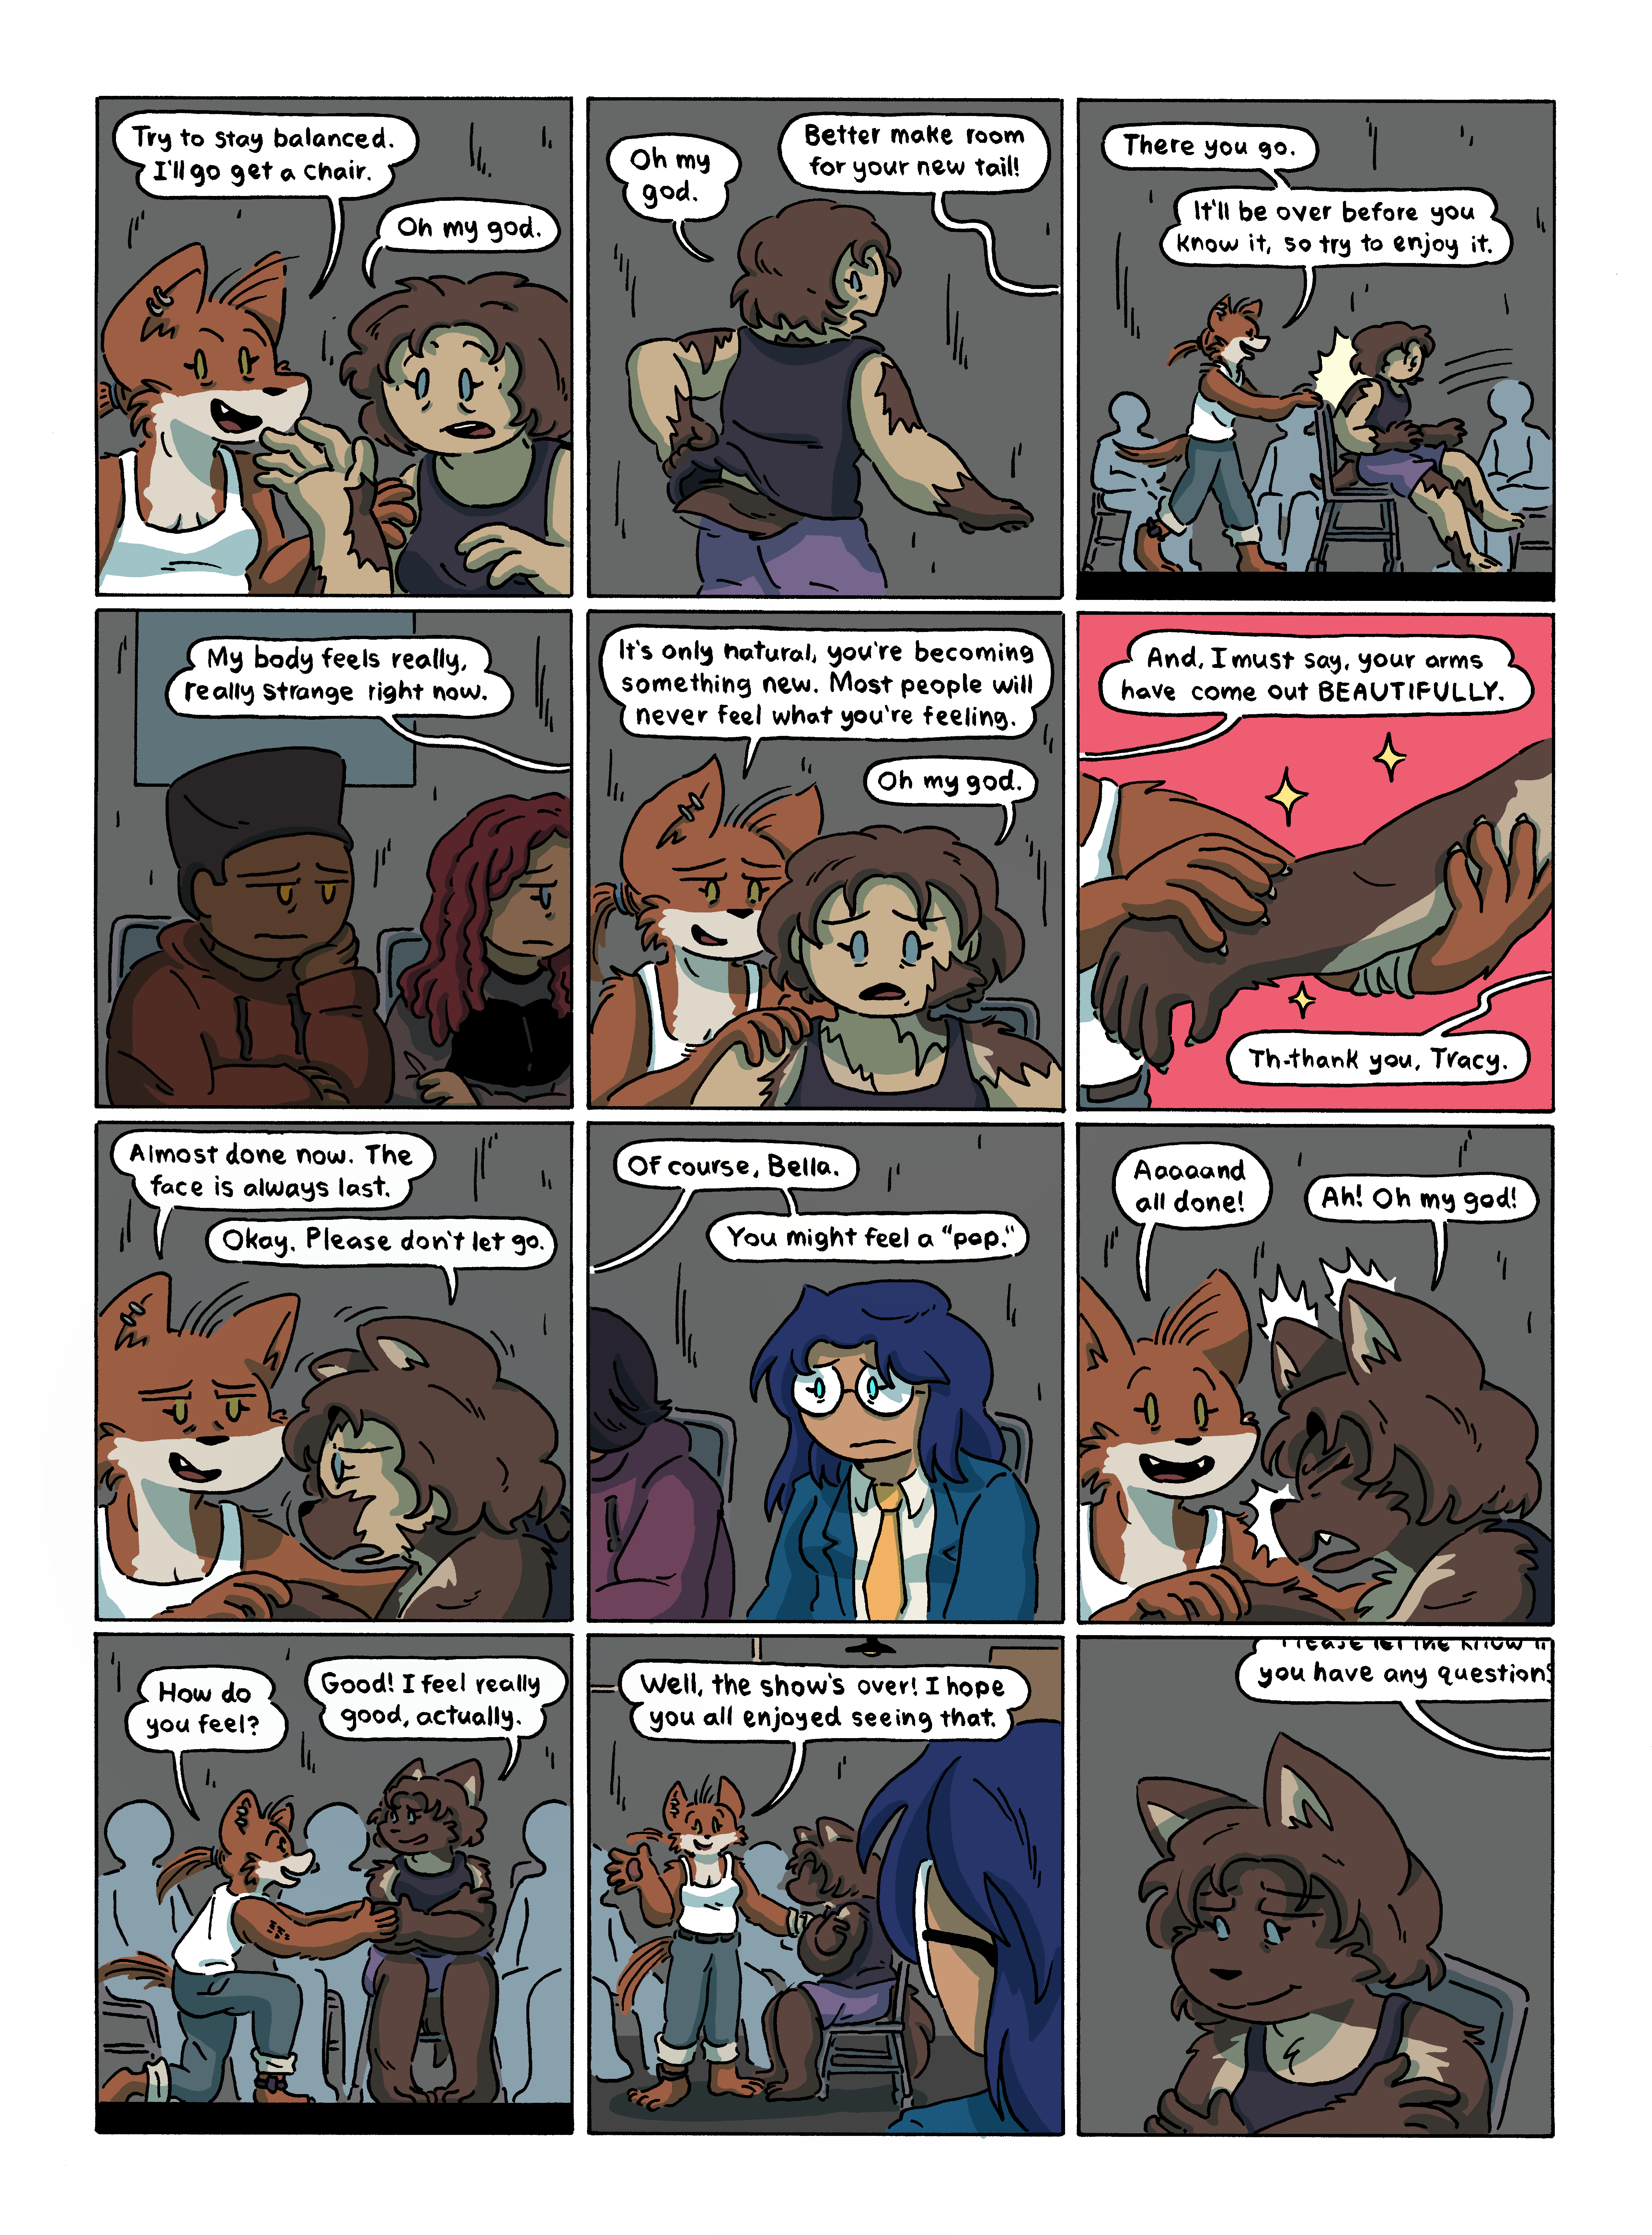 Try to stay balanced.
I'll go get a chair.
Oh my god.
Oh my
god.
Better make room
for your new tail!
There you go.
It'll be over before you
know it, so try to enjoy it.
My body feels really,
really strange right now.
It's only natural, you're becoming
something new. Most people will
never feel what you're feeling.
Oh my god.
And, I must say, your arms
have come out BEAUTIFULLY.
Th-thank you, Tracy.
Almost done now. The
face is always last.
Okay. Please don't let go.
Of course, Bella.
You might feel a "pop."
Aaaaand
all done!
Ah! Oh my god!
How do
you feel?
Good! I feel really
good, actually.
Well, the show's over! I hope
you all enjoyed seeing that.
Please let me know if
you have any questions